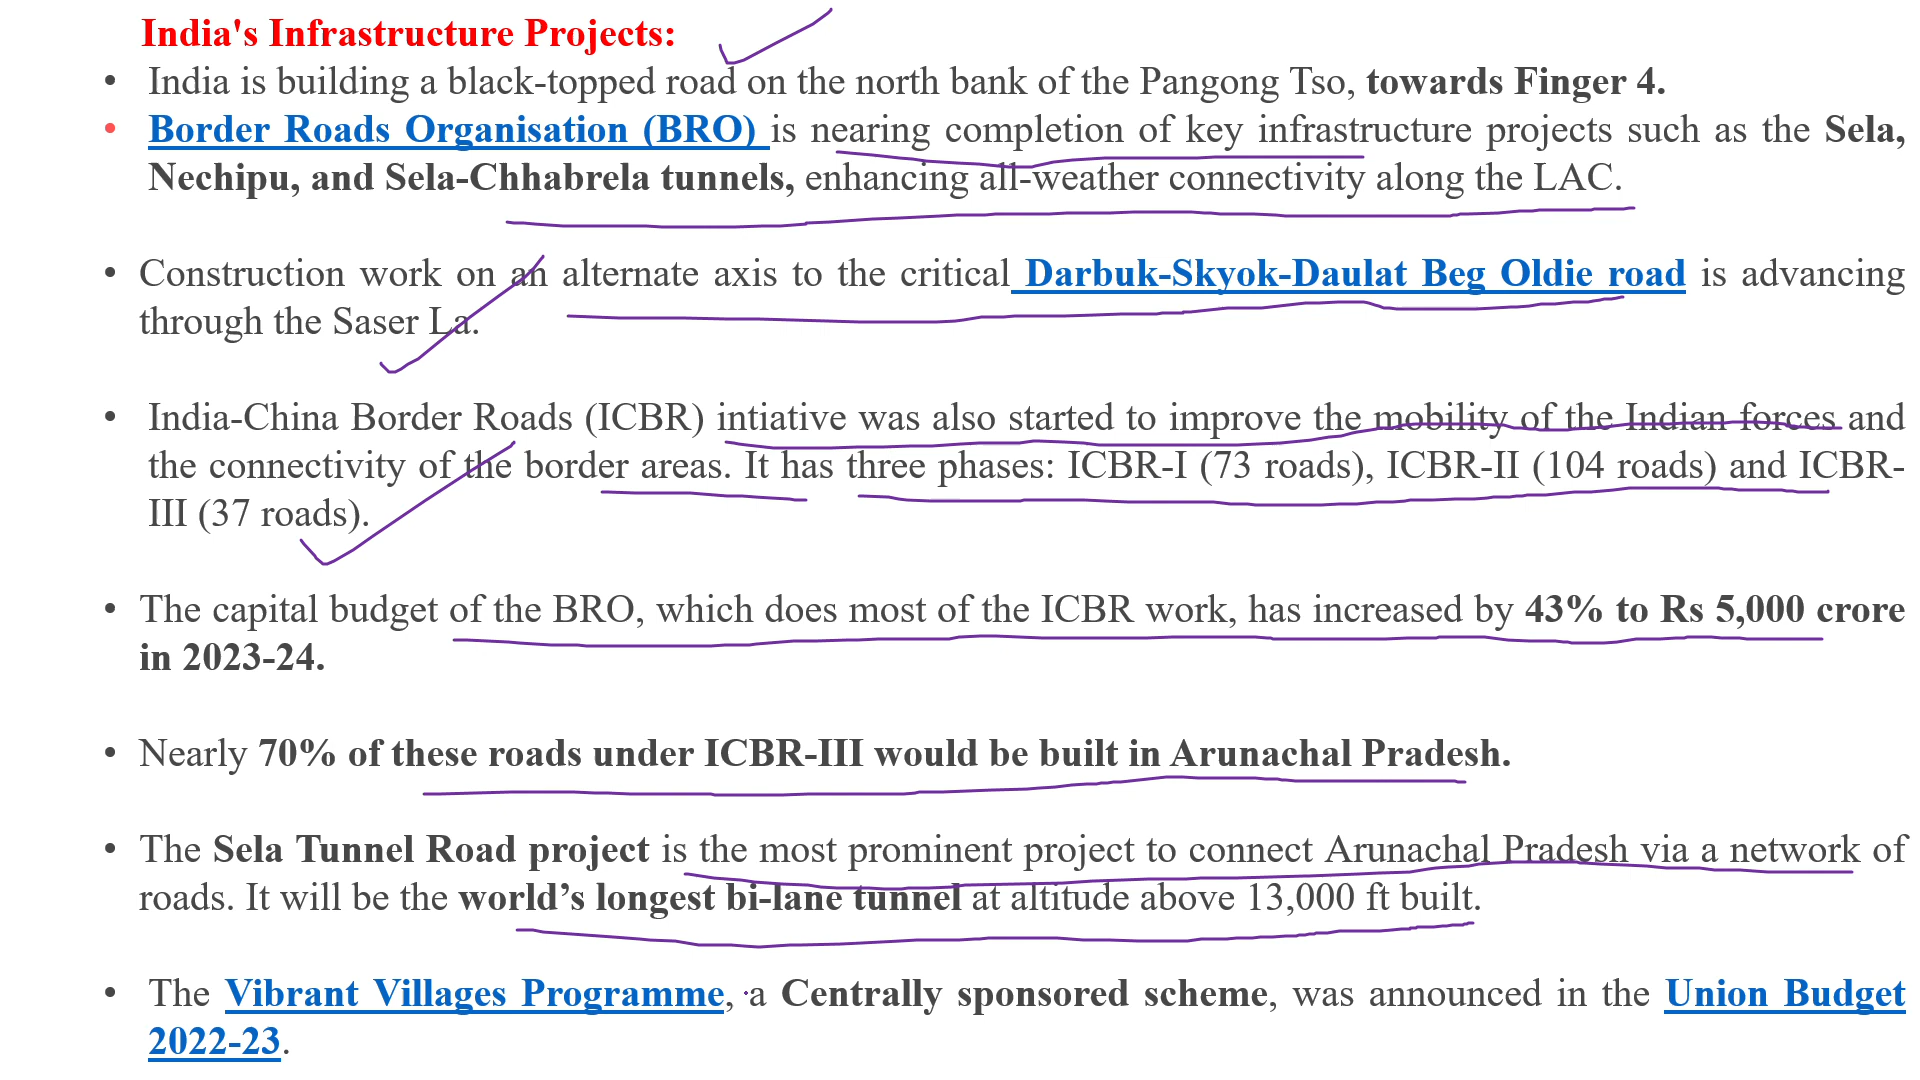 India's Infrastructure Projects:
• India is building a black-topped road on the north bank of the Pangong Tso, towards Finger 4.
• Border Roads Organisation (BRO) is nearing completion of key infrastructure projects such as the Sela,
Nechipu, and Sela-Chhabrela tunnels, enhancing all-weather connectivity along the LAC.
• Construction work on an alternate axis to the critical Darbuk-Skyok-Daulat Beg Oldie road is advancing
through the Saser La.
• India-China Border Roads (ICBR) intiative was also started to improve the mobility of the Indian forces and
the connectivity of the border areas. It has three phases: ICBR-I (73 roads), ICBR-II (104 roads) and ICBR-
III (37 roads).
• The capital budget of the BRO, which does most of the ICBR work, has increased by 43% to Rs 5,000 crore
in 2023-24.
• Nearly 70% of these roads under ICBR-III would be built in Arunachal Pradesh.
• The Sela Tunnel Road project is the most prominent project to connect Arunachal Pradesh via a network of
roads. It will be the world’s longest bi-lane tunnel at altitude above 13,000 ft built.
• The Vibrant Villages Programme, a Centrally sponsored scheme, was announced in the Union Budget
2022-23.